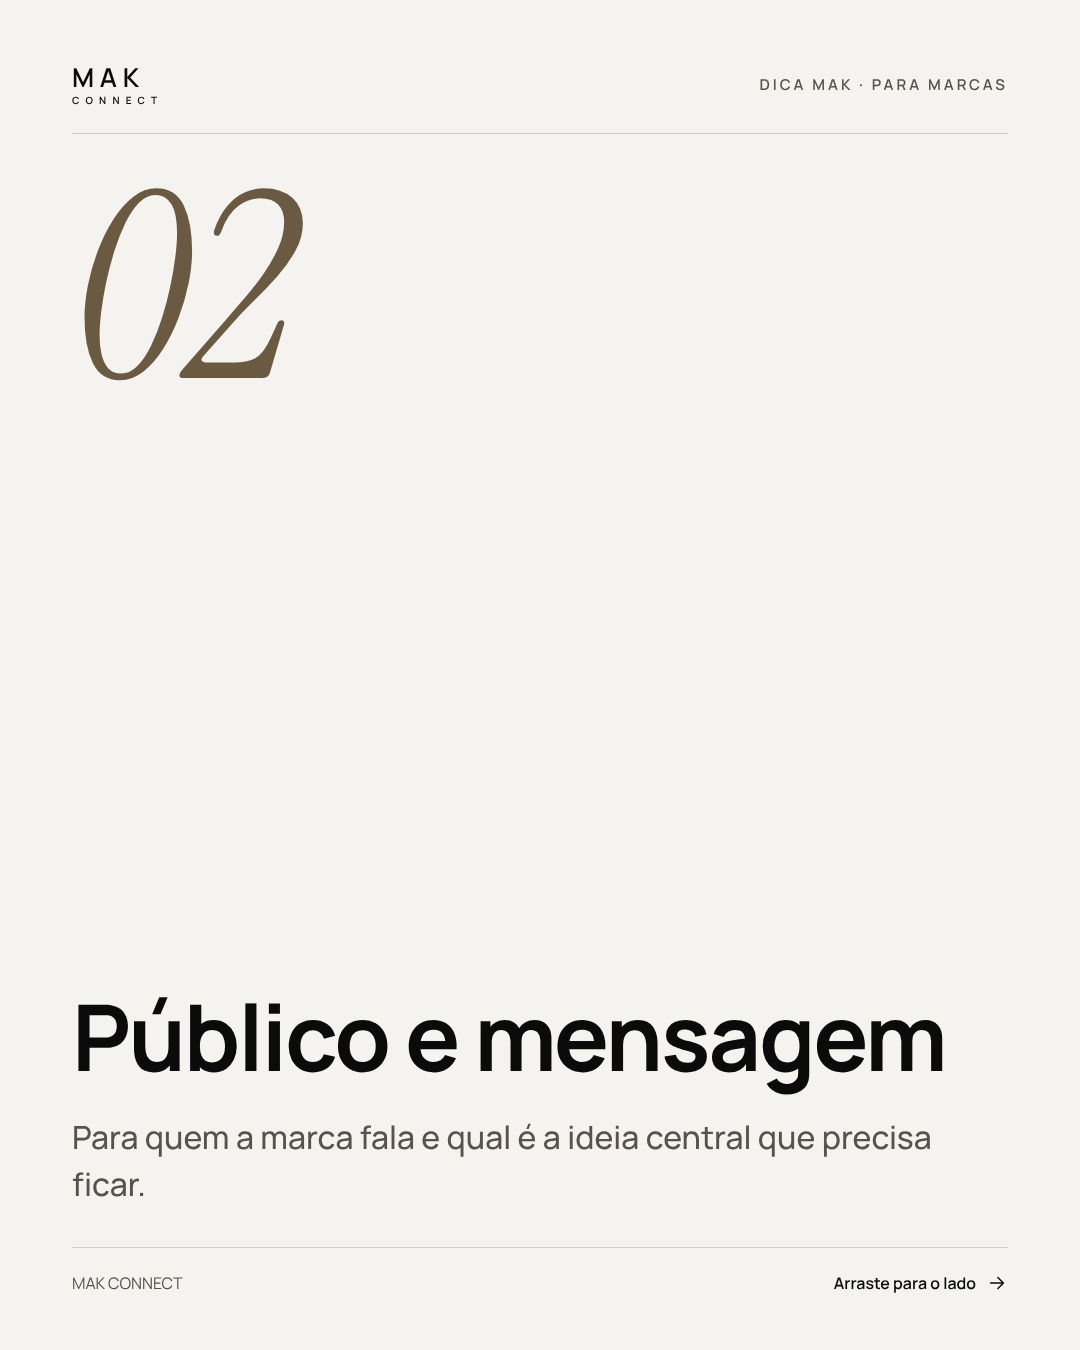 MAK
CONNECT
DICA MAK · PARA MARCAS
02
Público e mensagem
Para quem a marca fala e qual é a ideia central que precisa
ficar.
MAK CONNECT
Arraste para o lado →